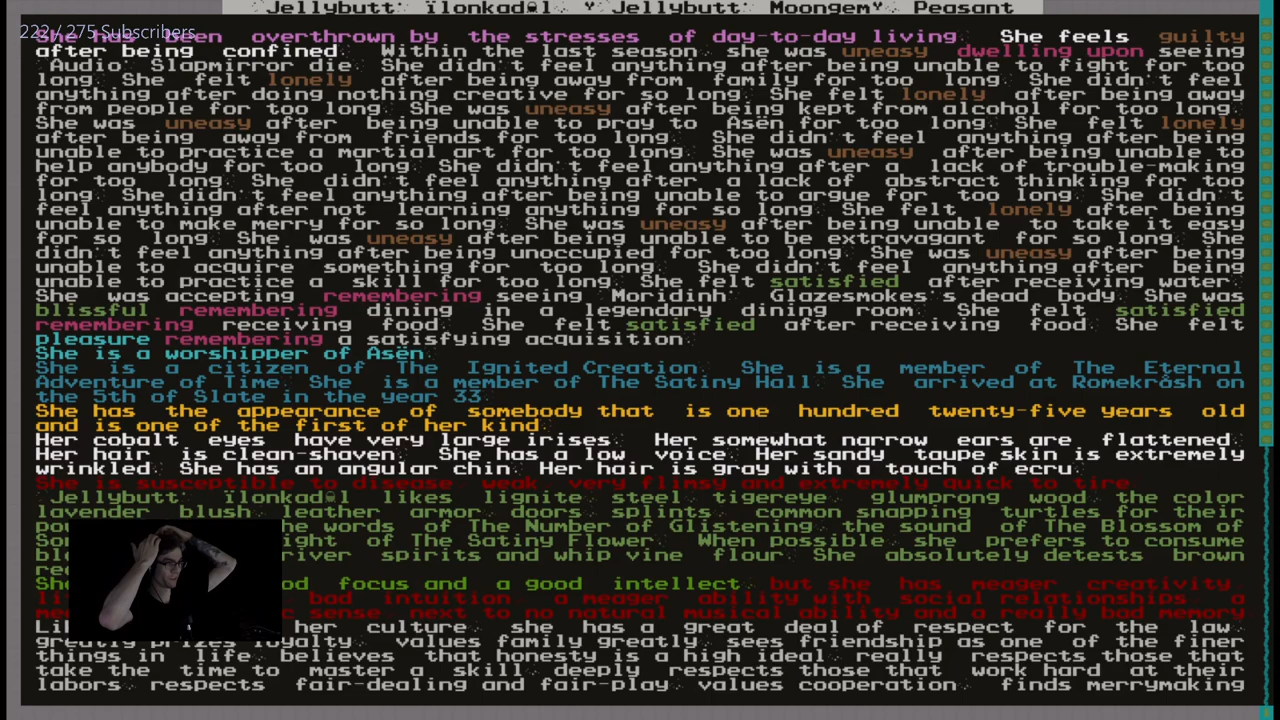 Jellybutt ïlonkad☠l Jellybutt Moongem Peasant
222 / 275 Subscribers
She has been overthrown by the stresses of day-to-day living. She feels guilty
after being confined. Within the last season, she was uneasy dwelling upon seeing
Audio Slapmirror die. She didn't feel anything after being unable to fight for too
long. She felt lonely after being away from family for too long. She didn't feel
anything after doing nothing creative for so long. She felt lonely after being away
from people for too long. She was uneasy after being kept from alcohol for too long.
She was uneasy after being unable to pray to Asën for too long. She felt lonely
after being away from friends for too long. She didn't feel anything after being
unable to practice a martial art for too long. She was uneasy after being unable to
help anybody for too long. She didn't feel anything after a lack of trouble-making
for too long. She didn't feel anything after a lack of abstract thinking for too
long. She didn't feel anything after being unable to argue for too long. She didn't
feel anything after not learning anything for so long. She felt lonely after being
unable to make merry for so long. She was uneasy after being unable to take it easy
for so long. She was uneasy after being unable to be extravagant for so long. She
didn't feel anything after being unoccupied for too long. She was uneasy after being
unable to acquire something for too long. She didn't feel anything after being
unable to practice a skill for too long. She felt satisfied after receiving water.
She was accepting remembering seeing Moridinh Glazesmoke's dead body. She was
blissful remembering dining in a legendary dining room. She felt satisfied
remembering receiving food. She felt satisfied after receiving food. She felt
pleasure remembering a satisfying acquisition.
She is a worshipper of Asën.
She is a citizen of The Ignited Creation. She is a member of The Eternal
Adventure of Time. She is a member of The Satiny Hall. She arrived at Romekråsh on
the 5th of Slate in the year 33.
She has the appearance of somebody that is one hundred twenty-five years old
and is one of the first of her kind.
Her cobalt eyes have very large irises. Her somewhat narrow ears are flattened.
Her hair is clean-shaven. She has a low voice. Her sandy taupe skin is extremely
wrinkled. She has an angular chin. Her hair is gray with a touch of ecru.
She is susceptible to disease, weak, very flimsy and extremely quick to tire.
Jellybutt ïlonkad☠l likes lignite, steel, tigereye, glumprong wood, the color
lavender blush, leather armor, doors, splints, common snapping turtles for their
he words of The Number of Glistening, the sound of The Blossom of
ight of The Satiny Flower. When possible, she prefers to consume
river spirits and whip vine flour. She absolutely detests brown
od focus and a good intellect, but she has meager creativity,
bad intuition, a meager ability with social relationships, a
c sense, next to no natural musical ability and a really bad memory.
her culture, she has a great deal of respect for the law,
greatly prizes loyalty, values family greatly, sees friendship as one of the finer
things in life, believes that honesty is a high ideal, really respects those that
take the time to master a skill, deeply respects those that work hard at their
labors, respects fair-dealing and fair-play, values cooperation, finds merrymaking